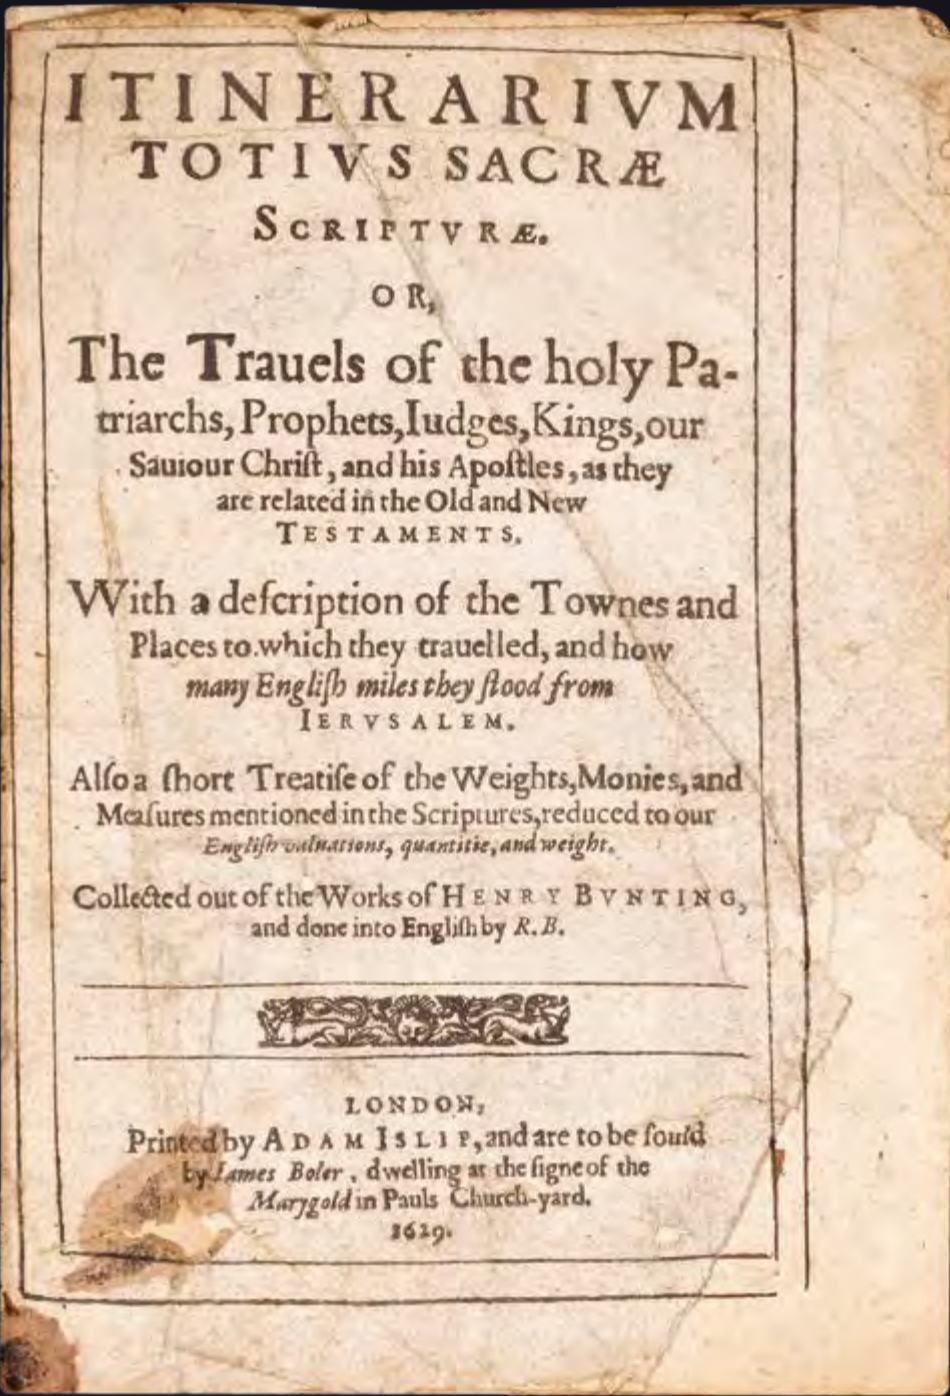 ITINERARIVM
TOTIVS SACRÆ
SCRIPTVRÆ.
OR,
The Trauels of the holy Pa-
triarchs, Prophets, Iudges, Kings, our
Sauiour Chriſt, and his Apoſtles, as they
are related in the Old and New
TESTAMENTS.
With a deſcription of the Townes and
Places to which they trauelled, and how
many Engliſh miles they ſtood from
IERVSALEM.
Alſo a ſhort Treatiſe of the Weights, Monies, and
Meaſures mentioned in the Scriptures, reduced to our
Engliſh valuations, quantitie, and weight.
Collected out of the Works of HENRY BVNTING,
and done into Engliſh by R. B.
LONDON,
Printed by ADAM ISLIP, and are to be ſould
by Iames Boler, dwelling at the ſigne of the
Marygold in Pauls Church-yard.
1629.